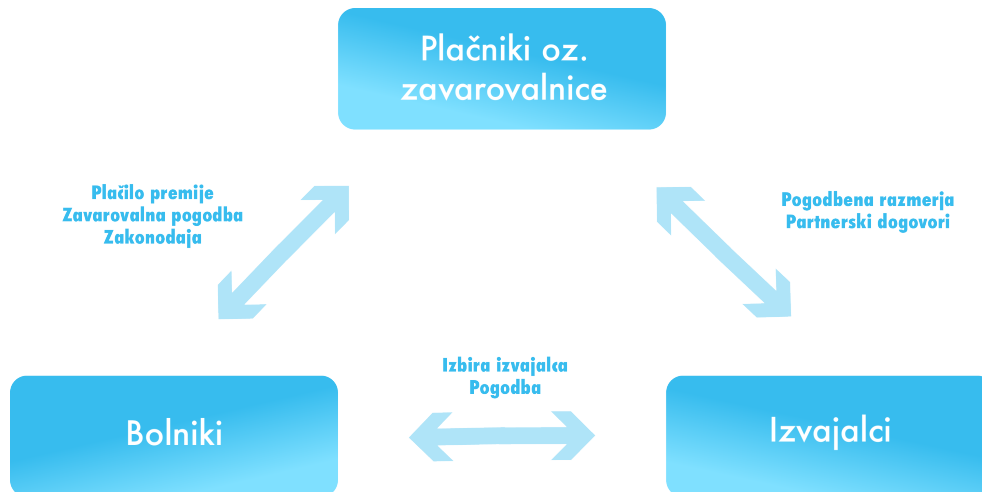 Plačniki oz.
zavarovalnice
Plačilo premije
Zavarovalna pogodba
Zakonodaja
Pogodbena razmerja
Partnerski dogovori
Izbira izvajalca
Pogodba
Bolniki
Izvajalci